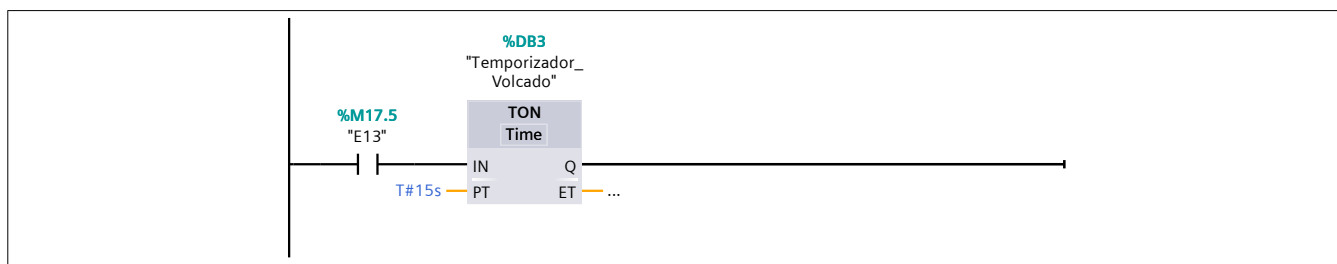 %DB3
"Temporizador_
Volcado"
%M17.5
"E13"
TON
Time
IN
Q
T#15s
PT
ET
...